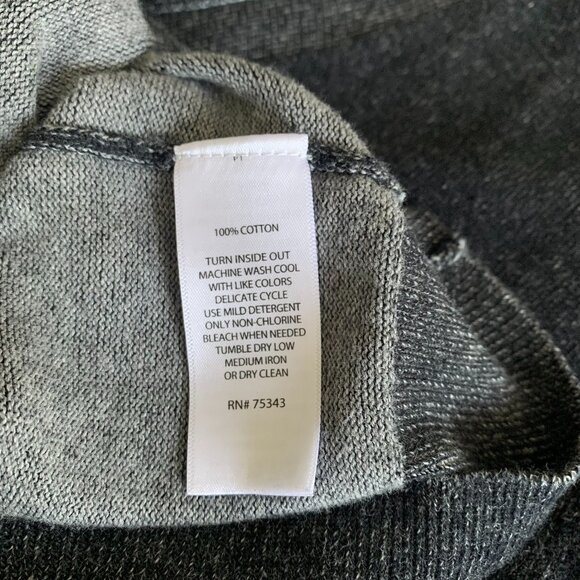 100% COTTON
TURN INSIDE OUT
MACHINE WASH COOL
WITH LIKE COLORS
DELICATE CYCLE
USE MILD DETERGENT
ONLY NON-CHLORINE
BLEACH WHEN NEEDED
TUMBLE DRY LOW
MEDIUM IRON
OR DRY CLEAN
RN# 75343